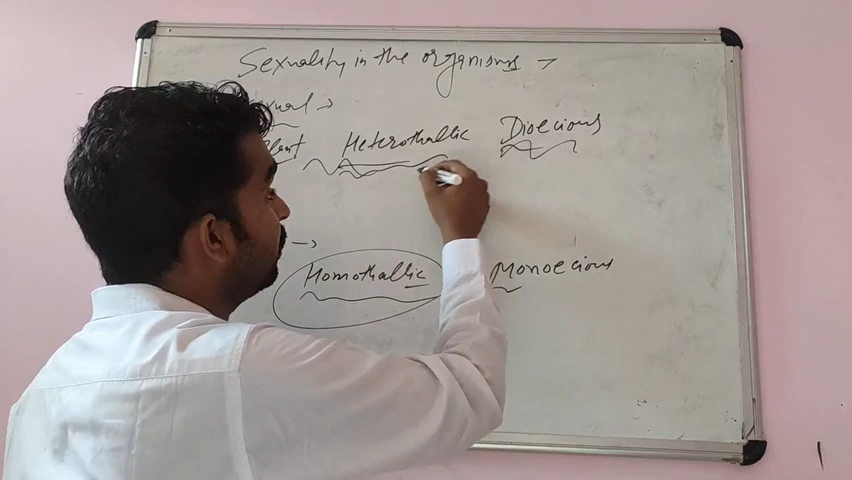 Sexuality in the organisms →
Heterothallic Dioecious
Homothallic Monoecious